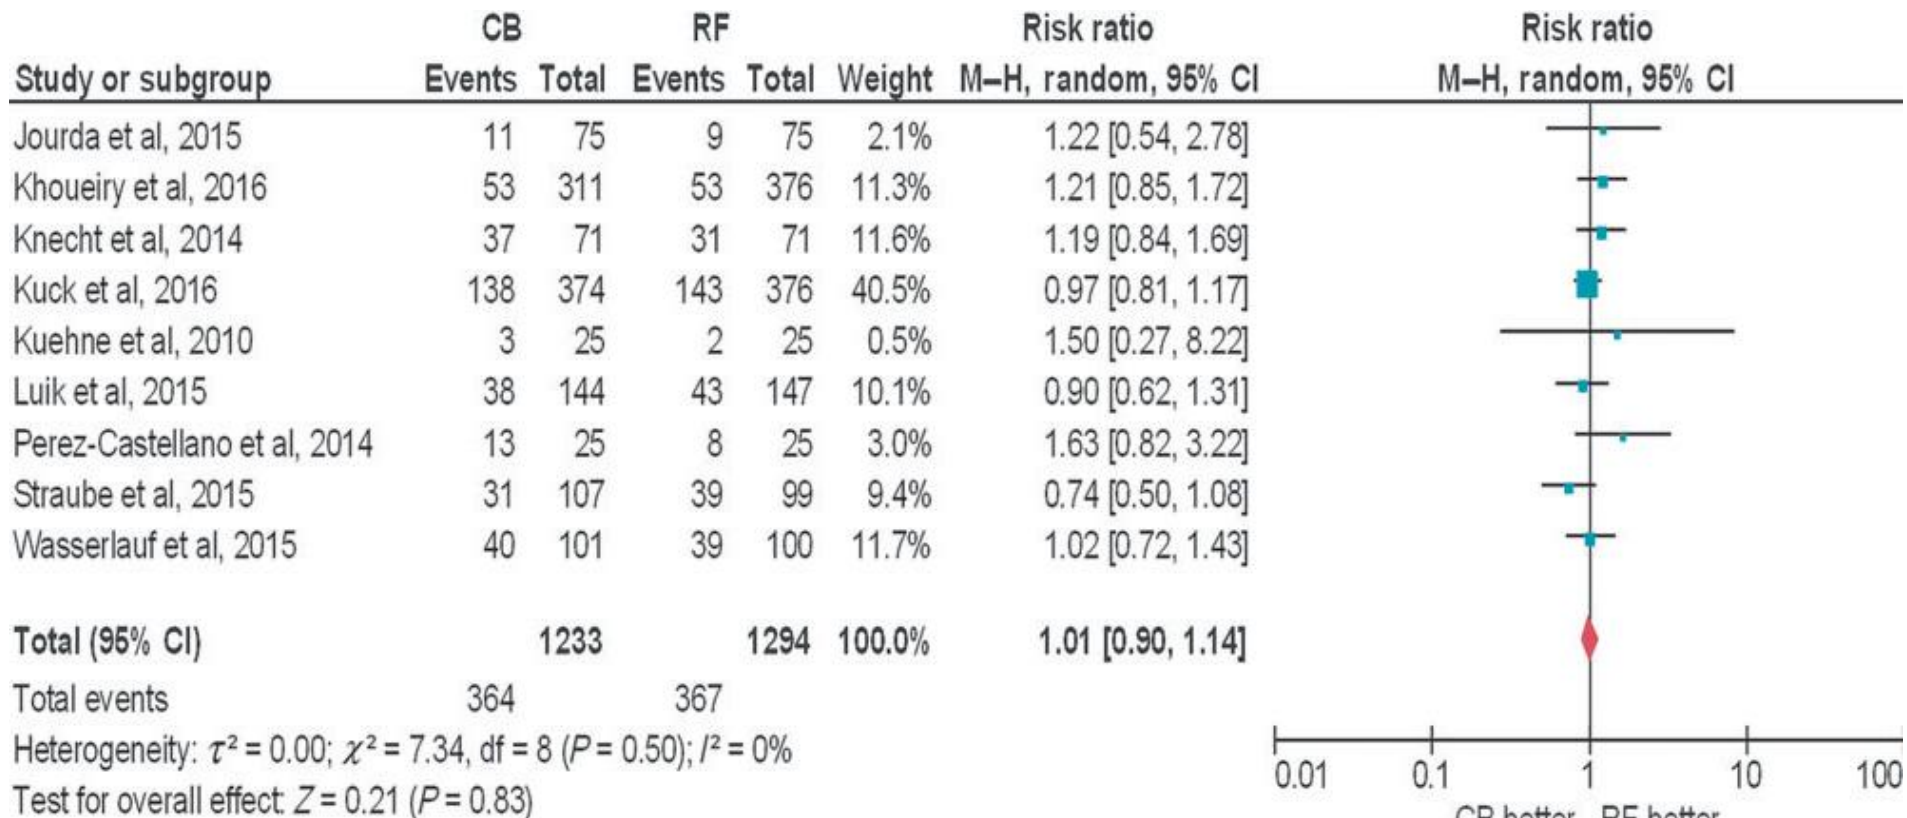 CB RF Risk ratio Risk ratio
Study or subgroup Events Total Events Total Weight M–H, random, 95% CI M–H, random, 95% CI
Jourda et al, 2015 11 75 9 75 2.1% 1.22 [0.54, 2.78]
Khoueiry et al, 2016 53 311 53 376 11.3% 1.21 [0.85, 1.72]
Knecht et al, 2014 37 71 31 71 11.6% 1.19 [0.84, 1.69]
Kuck et al, 2016 138 374 143 376 40.5% 0.97 [0.81, 1.17]
Kuehne et al, 2010 3 25 2 25 0.5% 1.50 [0.27, 8.22]
Luik et al, 2015 38 144 43 147 10.1% 0.90 [0.62, 1.31]
Perez-Castellano et al, 2014 13 25 8 25 3.0% 1.63 [0.82, 3.22]
Straube et al, 2015 31 107 39 99 9.4% 0.74 [0.50, 1.08]
Wasserlauf et al, 2015 40 101 39 100 11.7% 1.02 [0.72, 1.43]
Total (95% CI) 1233 1294 100.0% 1.01 [0.90, 1.14]
Total events 364 367
Heterogeneity: τ² = 0.00; χ² = 7.34, df = 8 (P = 0.50); I² = 0%
Test for overall effect: Z = 0.21 (P = 0.83)
0.01 0.1 1 10 100
CB better RF better